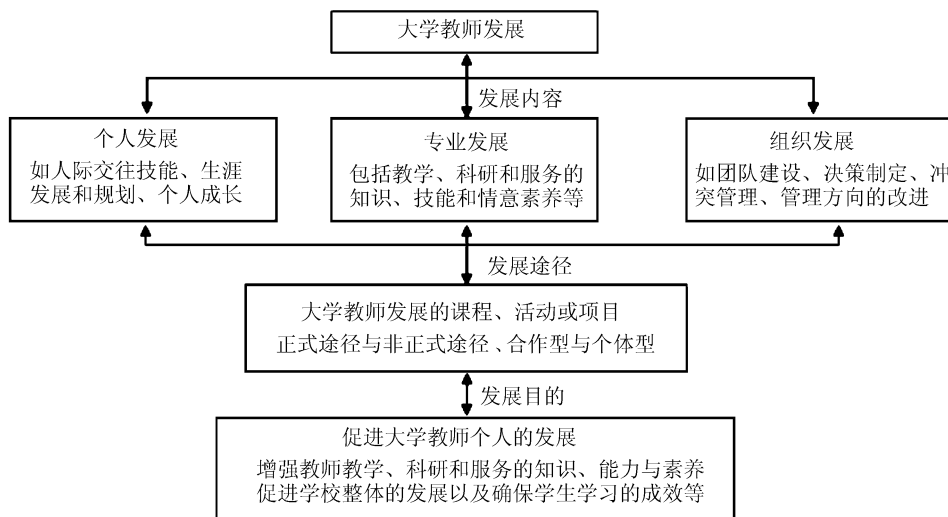 大学教师发展
发展内容
个人发展
如人际交往技能、生涯
发展和规划、个人成长
专业发展
包括教学、科研和服务的
知识、技能和情意素养等
组织发展
如团队建设、决策制定、冲
突管理、管理方向的改进
发展途径
大学教师发展的课程、活动或项目
正式途径与非正式途径、合作型与个体型
发展目的
促进大学教师个人的发展
增强教师教学、科研和服务的知识、能力与素养
促进学校整体的发展以及确保学生学习的成效等